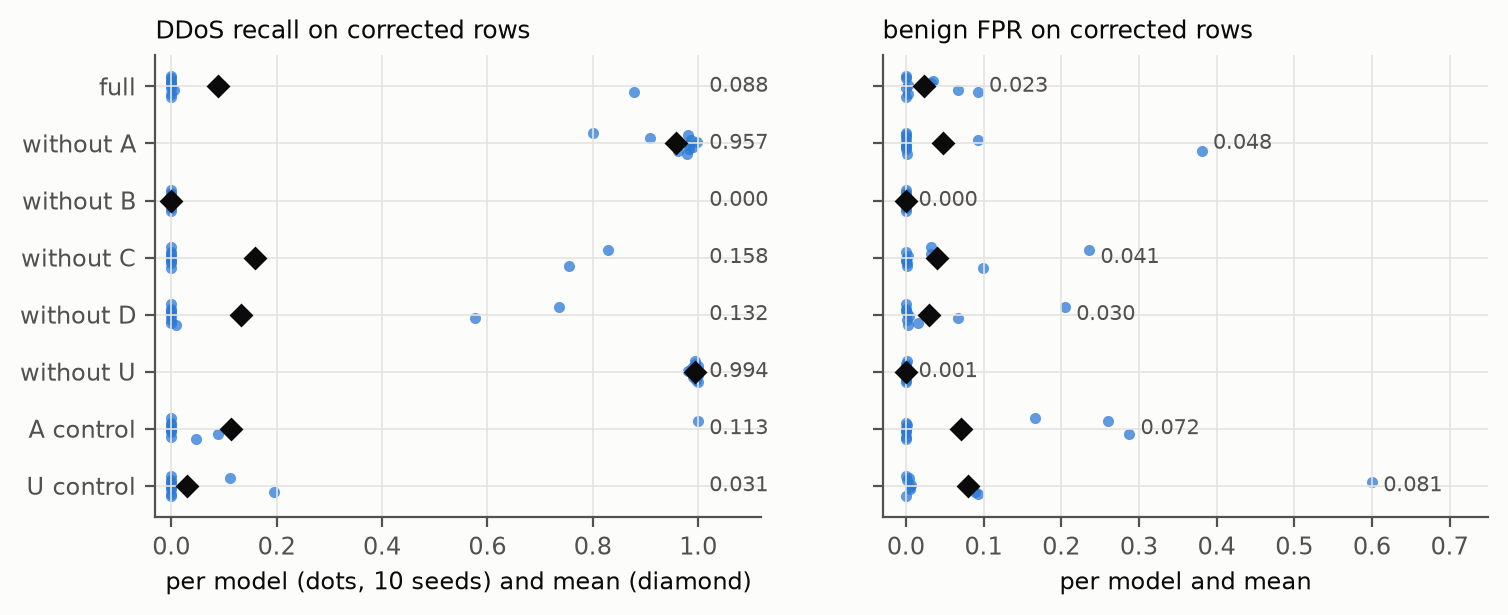 DDoS recall on corrected rows
full
without A
without B
without C
without D
without U
A control
U control
0.088
0.957
0.000
0.158
0.132
0.994
0.113
0.031
0.0 0.2 0.4 0.6 0.8 1.0
per model (dots, 10 seeds) and mean (diamond)
benign FPR on corrected rows
0.023
0.048
0.000
0.041
0.030
0.001
0.072
0.081
0.0 0.1 0.2 0.3 0.4 0.5 0.6 0.7
per model and mean